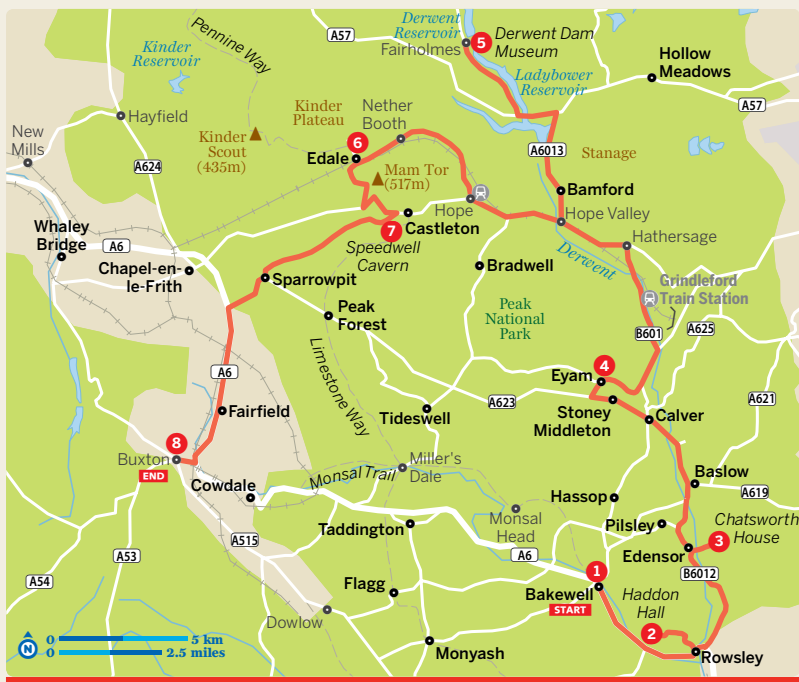 Pennine Way
A57
Derwent
Reservoir
5
Derwent Dam
Museum
Fairholmes
Kinder
Reservoir
Hollow
Meadows
Ladybower
Reservoir
A57
Hayfield
Kinder
Plateau
Nether
Booth
New
Mills
Kinder
Scout
(435m)
6
Edale
A624
A6013
Stanage
Mam Tor
(517m)
Bamford
Hope
Hope Valley
Whaley
Bridge
A6
7
Castleton
Speedwell
Cavern
Derwent
Hathersage
Chapel-en-
le-Frith
Sparrowpit
Bradwell
Grindleford
Train Station
Peak
Forest
Peak
National
Park
B601
A625
Limestone Way
A6
4
Eyam
A623
A621
Fairfield
Tideswell
Stoney
Middleton
Calver
8
Buxton
END
Miller's
Dale
Monsal Trail
Baslow
Cowdale
A619
Hassop
Monsal
Head
Pilsley
Chatsworth
House
3
Taddington
A515
A53
A6
Edensor
B6012
A54
1
Bakewell
START
Flagg
Haddon
Hall
2
Dowlow
N
0 5 km
0 2.5 miles
Monyash
Rowsley